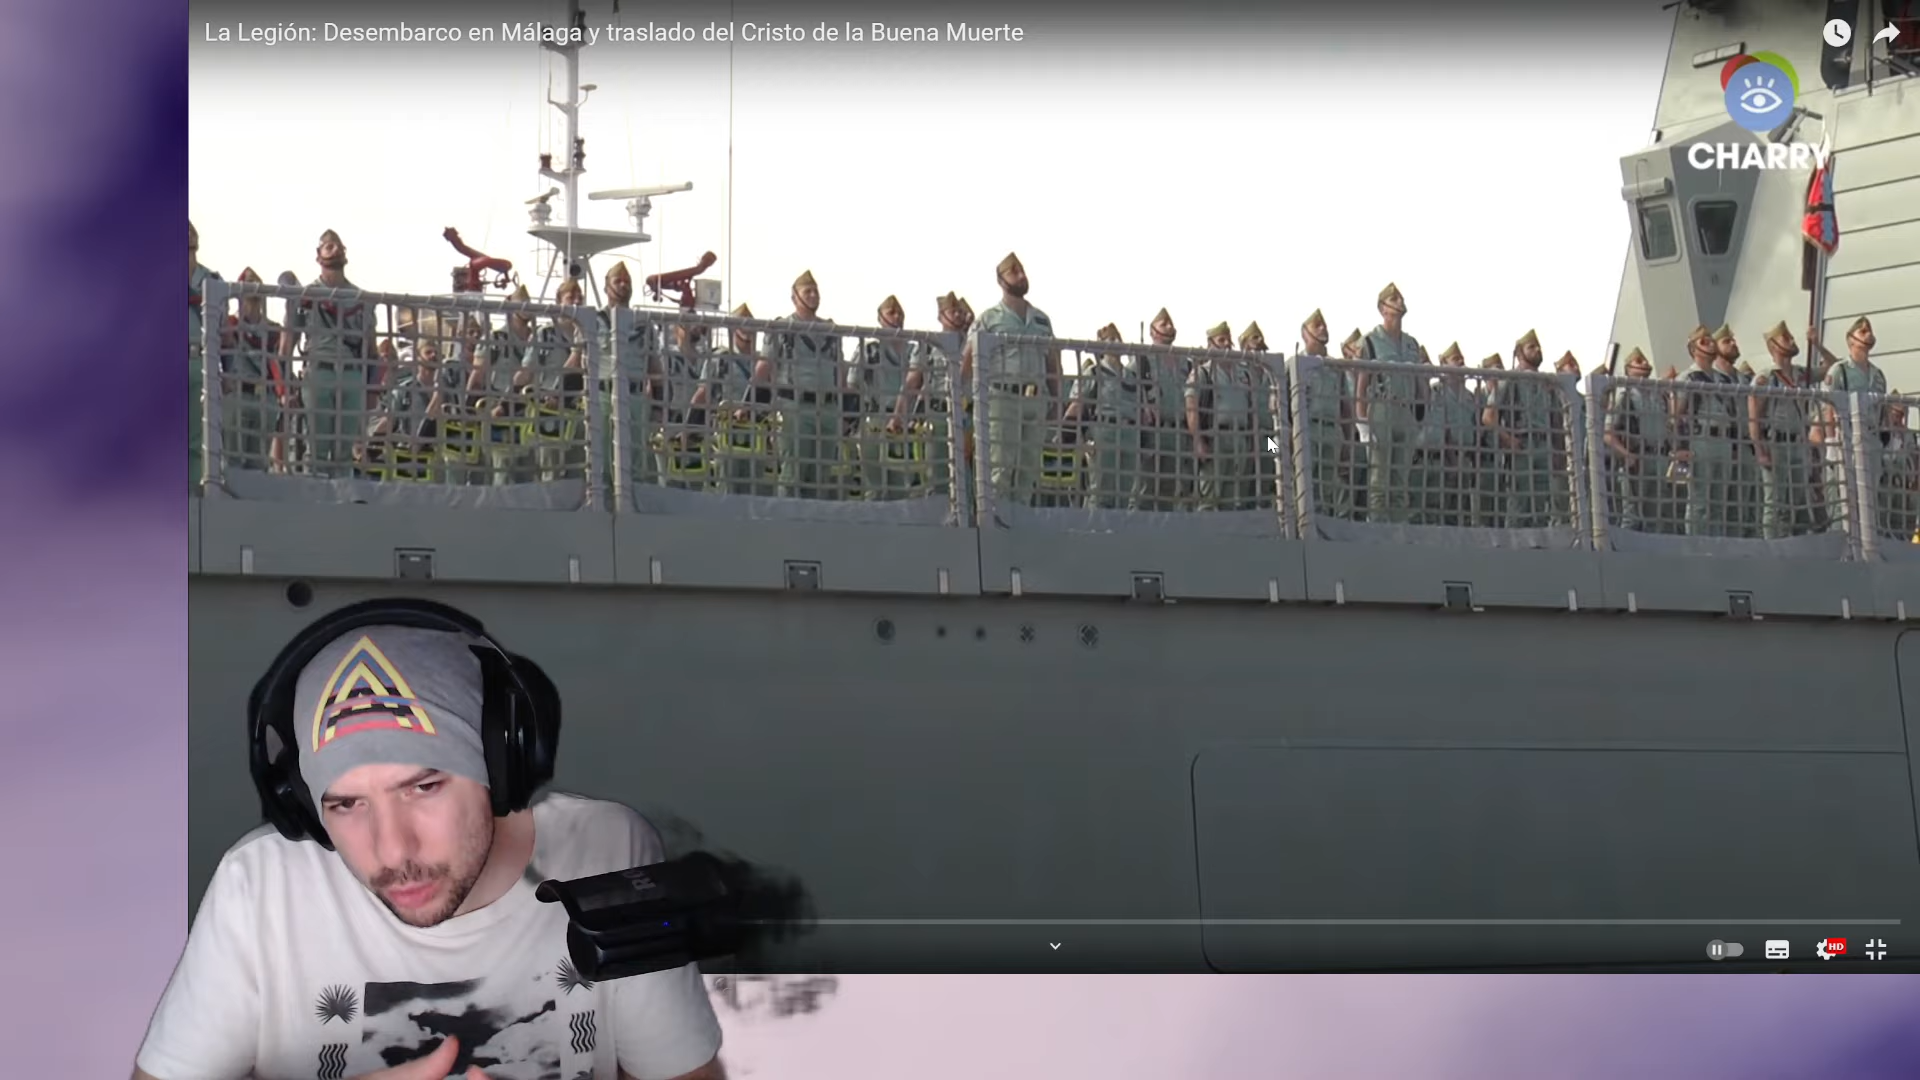 La Legión: Desembarco en Málaga y traslado del Cristo de la Buena Muerte
CHARRY
HD